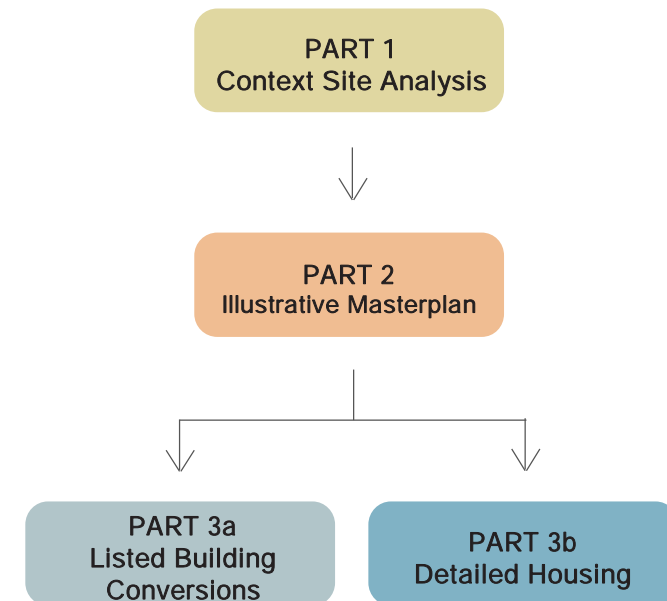 PART 1
Context Site Analysis
PART 2
Illustrative Masterplan
PART 3a
Listed Building
Conversions
PART 3b
Detailed Housing